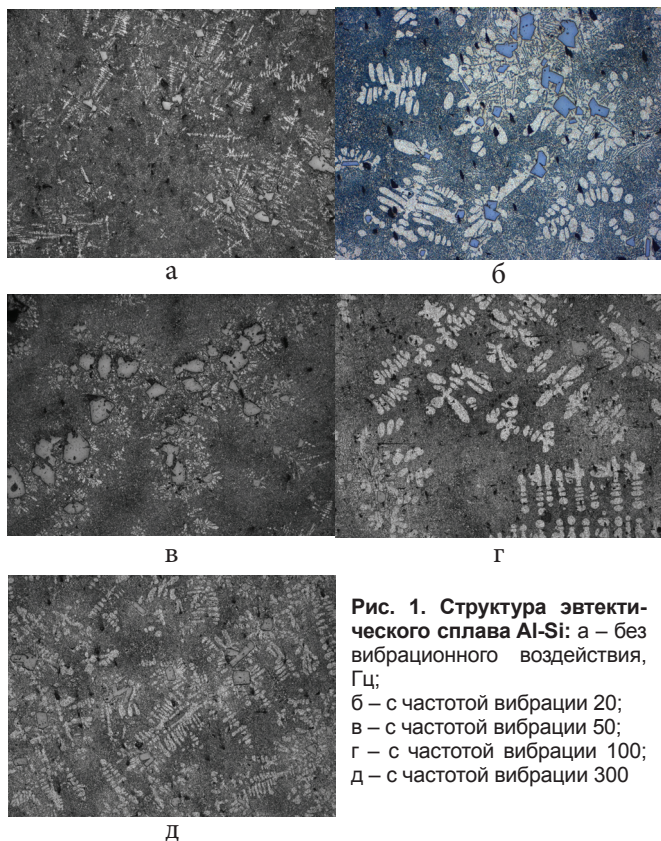 а
б
в
г
Рис. 1. Структура эвтекти-
ческого сплава Al-Si: а – без
вибрационного воздействия,
Гц;
б – с частотой вибрации 20;
в – с частотой вибрации 50;
г – с частотой вибрации 100;
д – с частотой вибрации 300
д